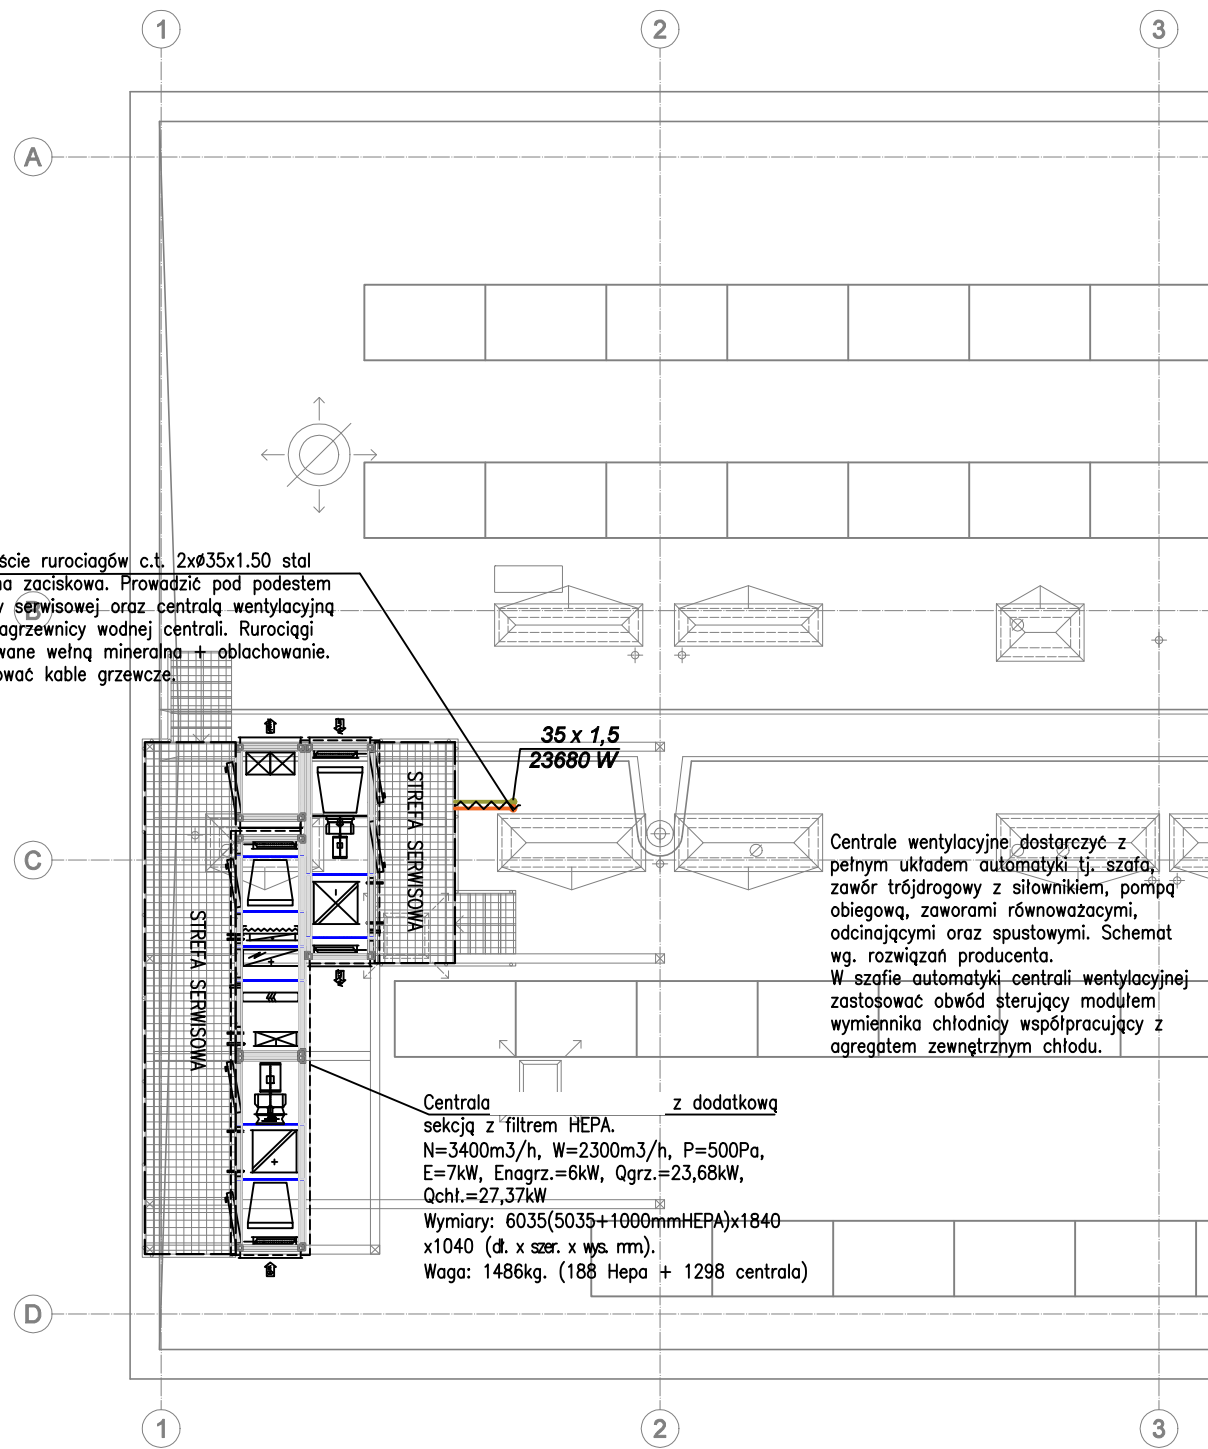 1
2
3
A
ście rurociagów c.t. 2xø35x1.50 stal
na zaciskowa. Prowadzić pod podestem
y serwisowej oraz centralą wentylacyjną
agrzewnicy wodnej centrali. Rurociągi
wane wełną mineralna + oblachowanie.
ować kable grzewcze.
B
35 x 1,5
23680 W
STREFA SERWISOWA
STREFA SERWISOWA
C
Centrale wentylacyjne dostarczyć z
pełnym układem automatyki tj. szafa,
zawór trójdrogowy z siłownikiem, pompą
obiegową, zaworami równoważacymi,
odcinającymi oraz spustowymi. Schemat
wg. rozwiązań producenta.
W szafie automatyki centrali wentylacyjnej
zastosować obwód sterujący modułem
wymiennika chłodnicy współpracujący z
agregatem zewnętrznym chłodu.
Centrala z dodatkową
sekcją z filtrem HEPA.
N=3400m3/h, W=2300m3/h, P=500Pa,
E=7kW, Enagrz.=6kW, Qgrz.=23,68kW,
Qchł.=27,37kW
Wymiary: 6035(5035+1000mmHEPA)x1840
x1040 (dł. x szer. x wys. mm).
Waga: 1486kg. (188 Hepa + 1298 centrala)
D
1
2
3